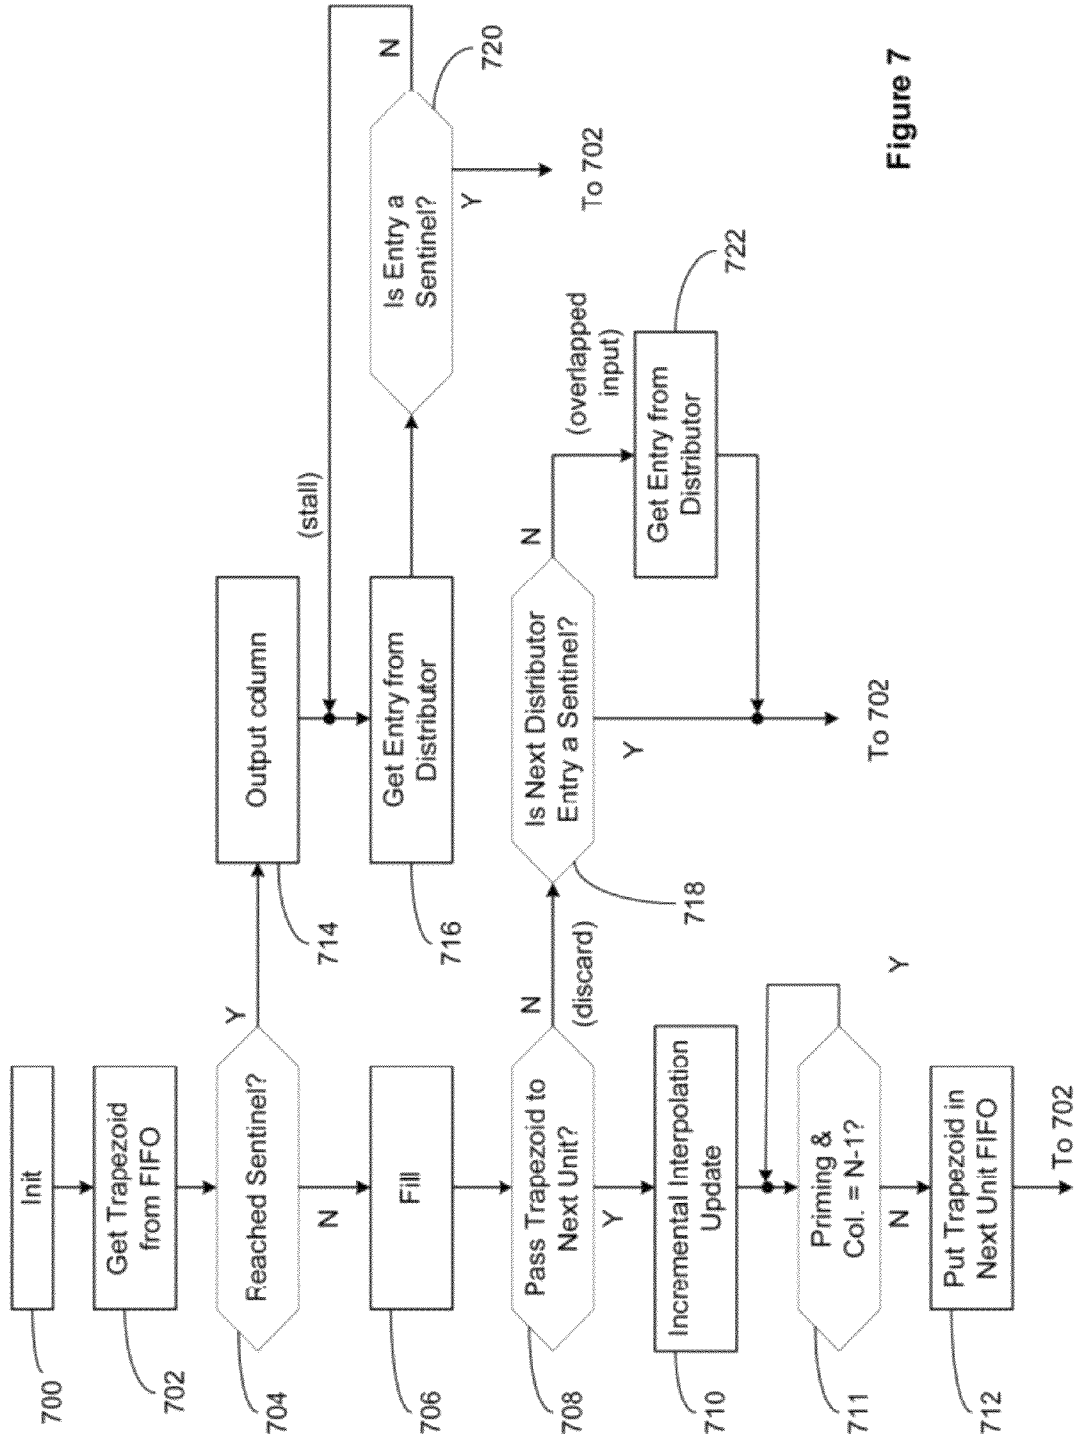 700
Init
702
Get Trapezoid
from FIFO
704
Reached Sentinel?
Y
N
714
Output column
(stall)
706
Fill
716
Get Entry from
Distributor
Is Entry a
Sentinel?
N
720
Y
To 702
708
Pass Trapezoid to
Next Unit?
N
(discard)
Y
718
Is Next Distributor
Entry a Sentinel?
N
Y
(overlapped
input)
722
Get Entry from
Distributor
To 702
710
Incremental Interpolation
Update
711
Priming &
Col. = N-1?
Y
N
712
Put Trapezoid in
Next Unit FIFO
To 702
Figure 7